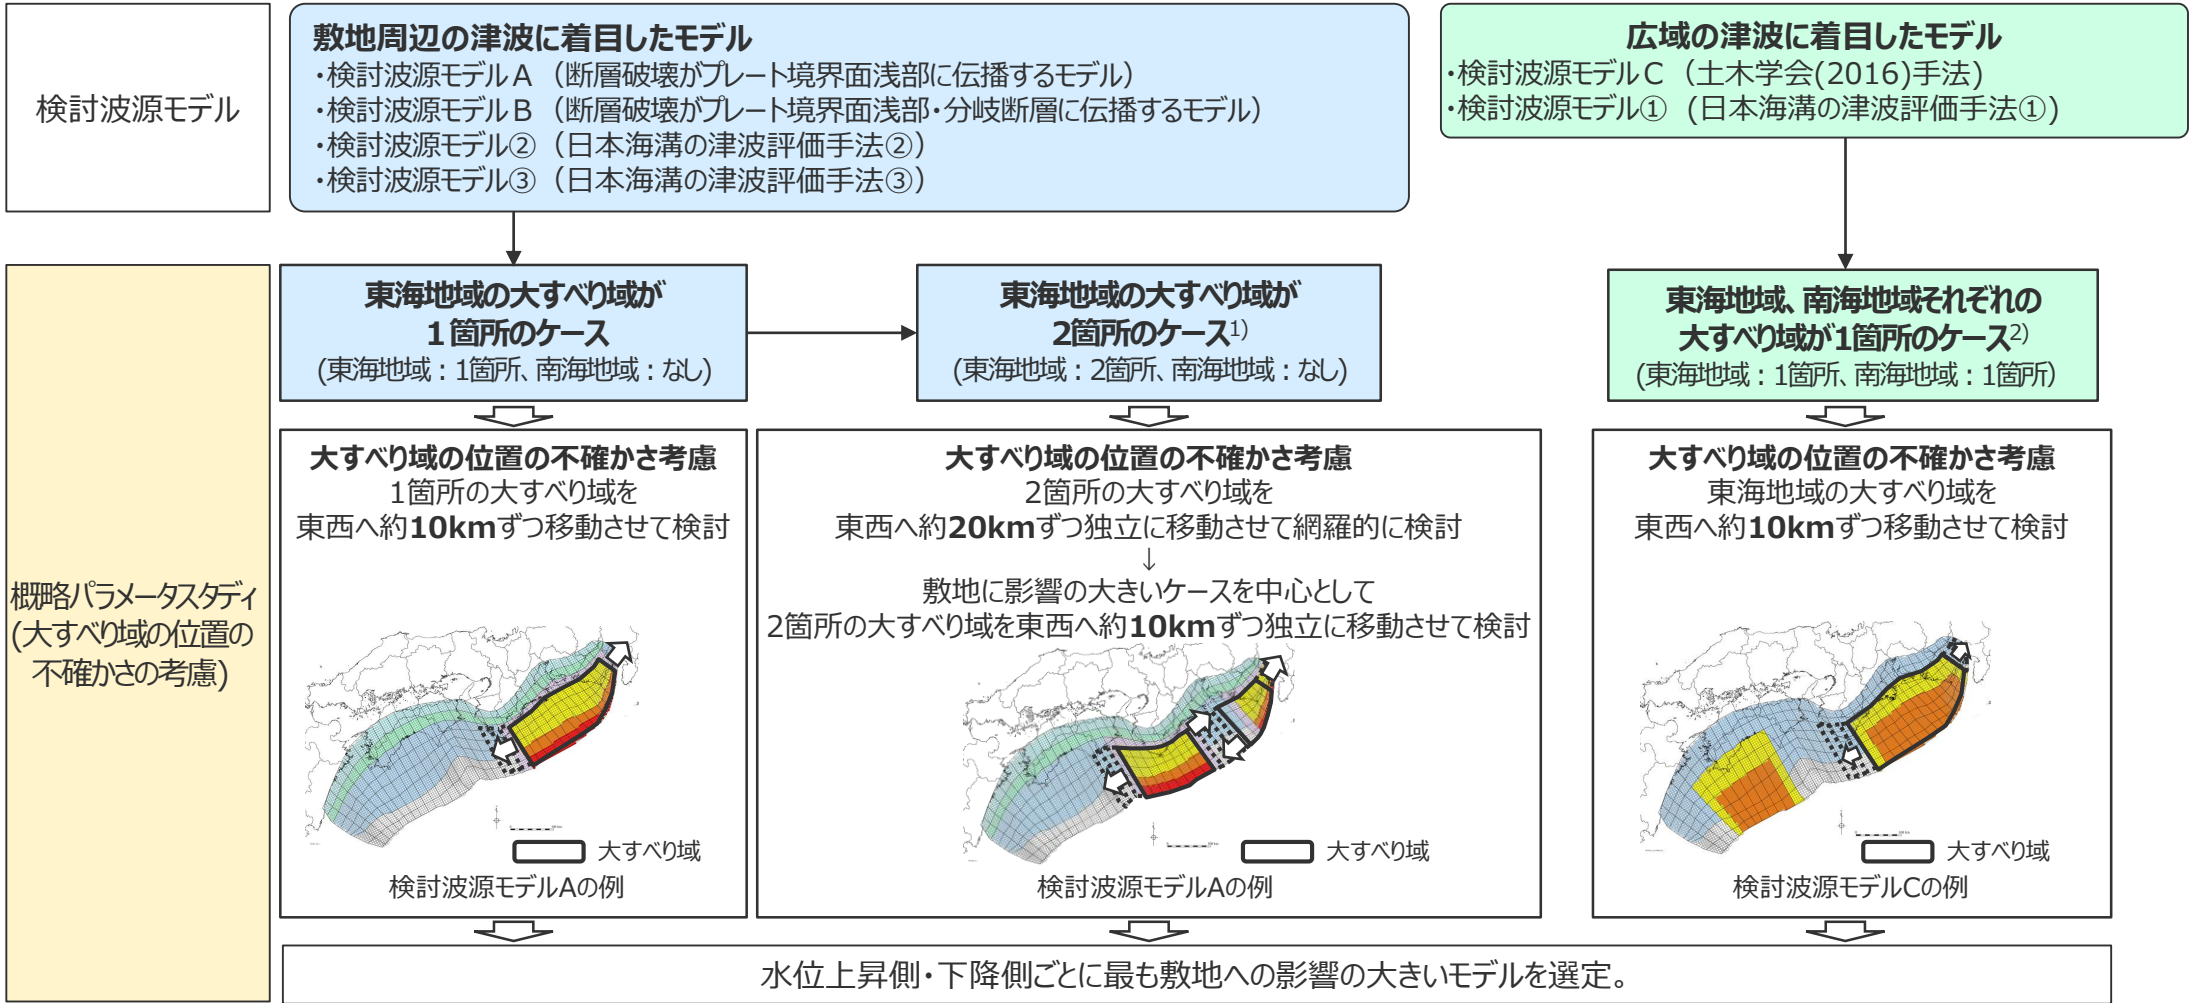 検討波源モデル
敷地周辺の津波に着目したモデル
・検討波源モデルA （断層破壊がプレート境界面浅部に伝播するモデル）
・検討波源モデルB （断層破壊がプレート境界面浅部・分岐断層に伝播するモデル）
・検討波源モデル② （日本海溝の津波評価手法②）
・検討波源モデル③ （日本海溝の津波評価手法③）
広域の津波に着目したモデル
・検討波源モデルC （土木学会(2016)手法)
・検討波源モデル① (日本海溝の津波評価手法①)
概略パラメータスタディ
(大すべり域の位置の
不確かさの考慮)
東海地域の大すべり域が
1箇所のケース
(東海地域：1箇所、南海地域：なし)
東海地域の大すべり域が
2箇所のケース1)
(東海地域：2箇所、南海地域：なし)
東海地域、南海地域それぞれの
大すべり域が1箇所のケース2)
(東海地域：1箇所、南海地域：1箇所）
大すべり域の位置の不確かさ考慮
1箇所の大すべり域を
東西へ約10kmずつ移動させて検討
大すべり域
検討波源モデルAの例
大すべり域の位置の不確かさ考慮
2箇所の大すべり域を
東西へ約20kmずつ独立に移動させて網羅的に検討
↓
敷地に影響の大きいケースを中心として
2箇所の大すべり域を東西へ約10kmずつ独立に移動させて検討
大すべり域
検討波源モデルAの例
大すべり域の位置の不確かさ考慮
東海地域の大すべり域を
東西へ約10kmずつ移動させて検討
大すべり域
検討波源モデルCの例
水位上昇側・下降側ごとに最も敷地への影響の大きいモデルを選定。